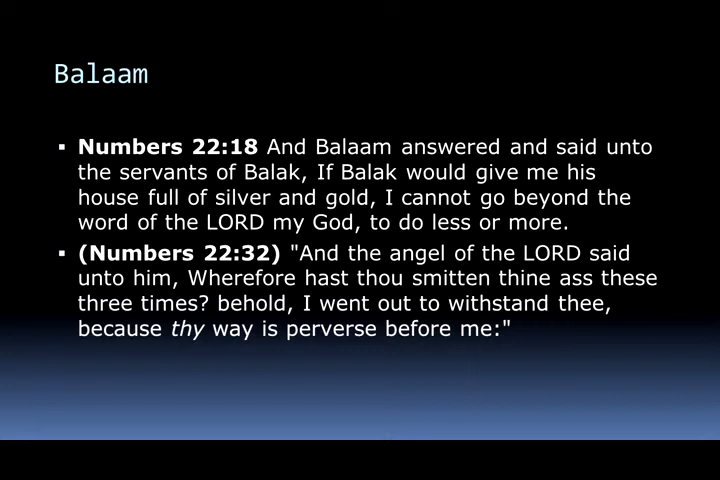 Balaam
▪ Numbers 22:18 And Balaam answered and said unto
the servants of Balak, If Balak would give me his
house full of silver and gold, I cannot go beyond the
word of the LORD my God, to do less or more.
▪ (Numbers 22:32) "And the angel of the LORD said
unto him, Wherefore hast thou smitten thine ass these
three times? behold, I went out to withstand thee,
because thy way is perverse before me:"